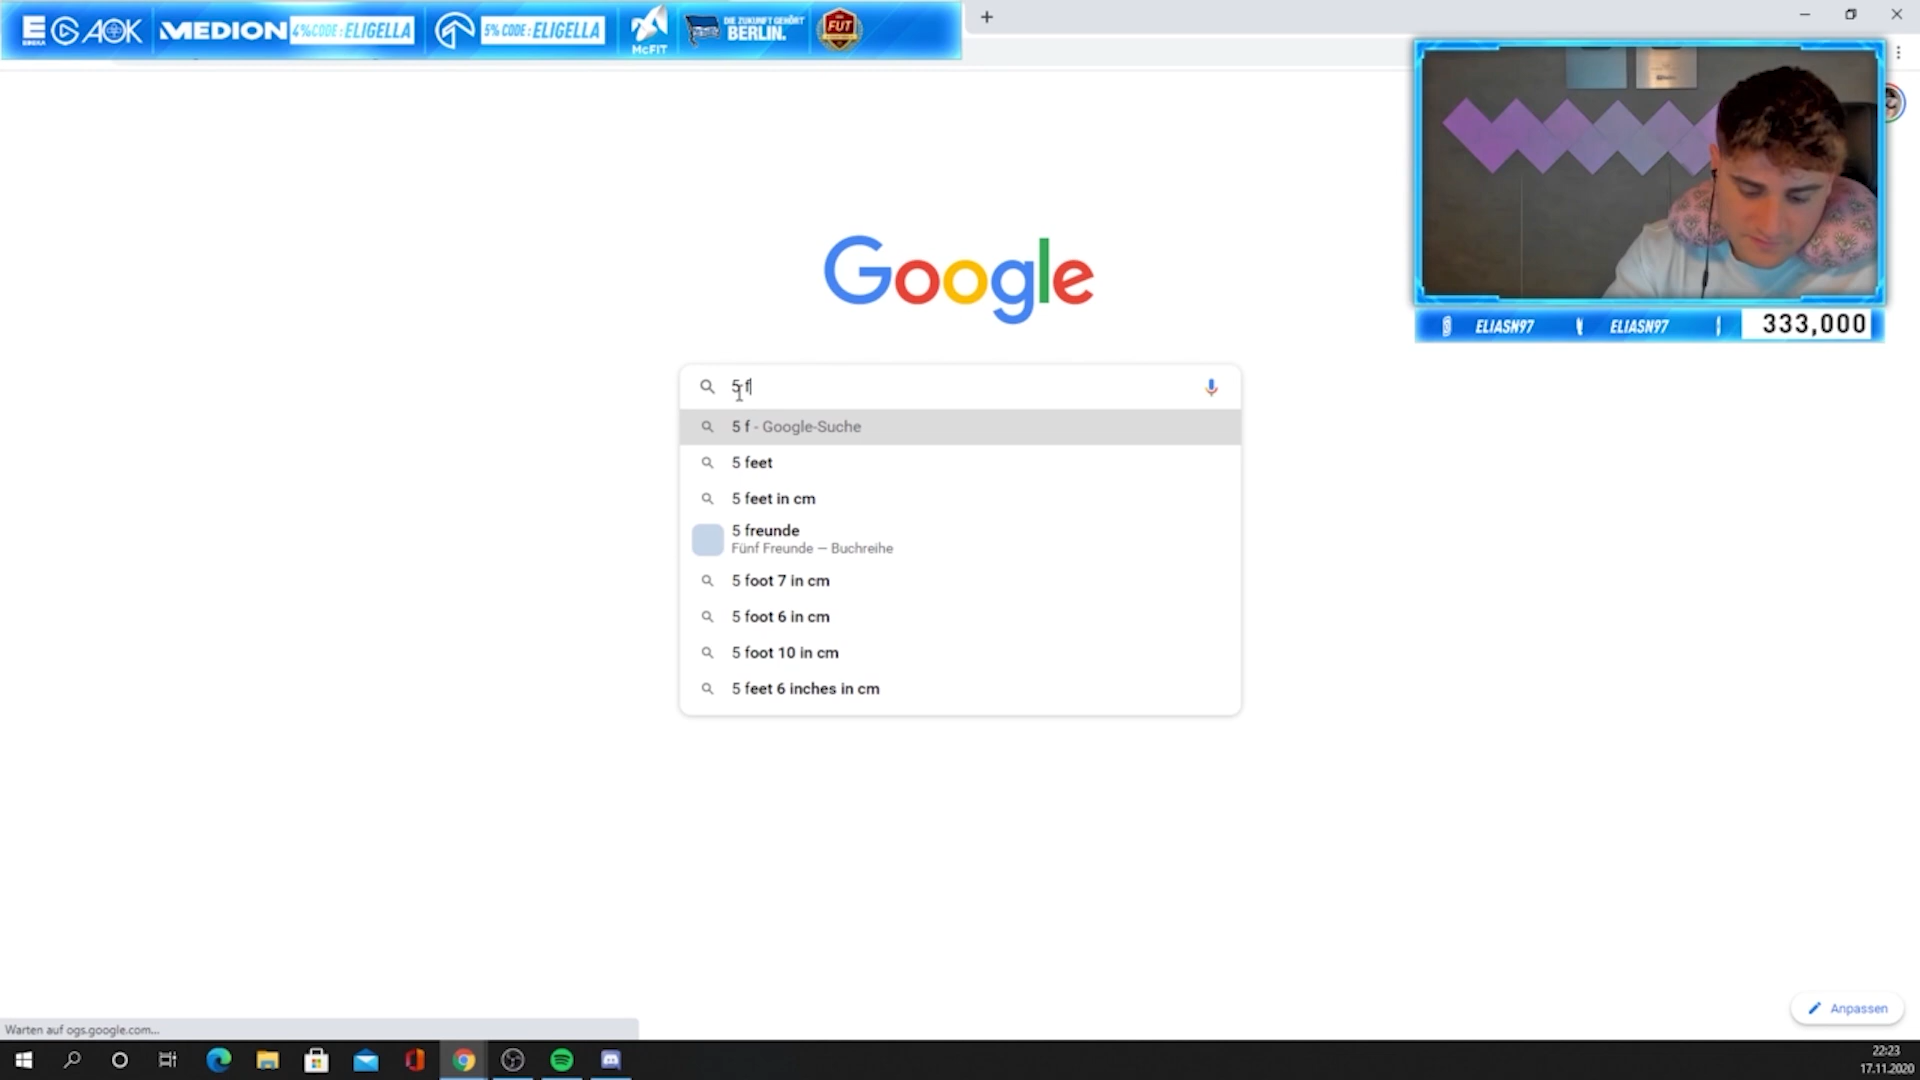 EDEKA
AOK
MEDION
4%CODE:ELIGELLA
5% CODE:ELIGELLA
McFIT
DIE ZUKUNFT GEHÖRT
BERLIN.
FUT
ELIASN97
ELIASN97
333,000
Google
5 f
5 f - Google-Suche
5 feet
5 feet in cm
5 freunde
Fünf Freunde — Buchreihe
5 foot 7 in cm
5 foot 6 in cm
5 foot 10 in cm
5 feet 6 inches in cm
Anpassen
Warten auf ogs.google.com...
22:23
17.11.2020